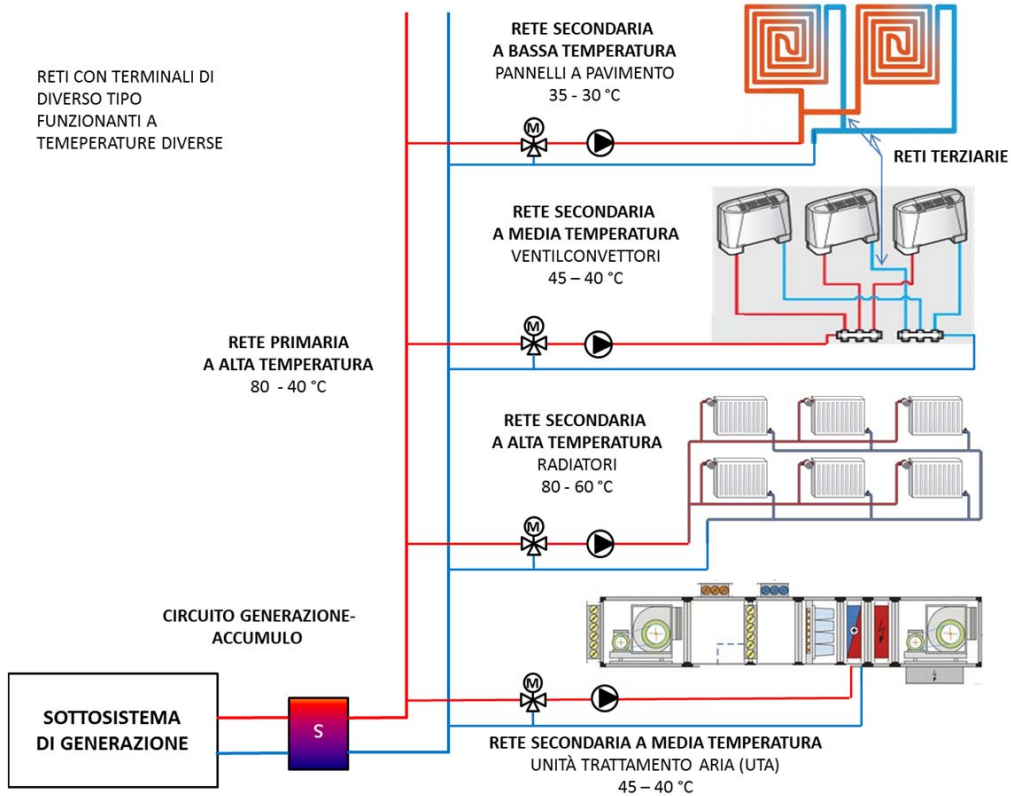 RETI CON TERMINALI DI
DIVERSO TIPO
FUNZIONANTI A
TEMEPERATURE DIVERSE
RETE SECONDARIA
A BASSA TEMPERATURA
PANNELLI A PAVIMENTO
35 - 30 °C
M
RETI TERZIARIE
RETE SECONDARIA
A MEDIA TEMPERATURA
VENTILCONVETTORI
45 – 40 °C
M
RETE PRIMARIA
A ALTA TEMPERATURA
80 - 40 °C
RETE SECONDARIA
A ALTA TEMPERATURA
RADIATORI
80 - 60 °C
M
CIRCUITO GENERAZIONE-
ACCUMULO
SOTTOSISTEMA
DI GENERAZIONE
S
M
RETE SECONDARIA A MEDIA TEMPERATURA
UNITÀ TRATTAMENTO ARIA (UTA)
45 – 40 °C